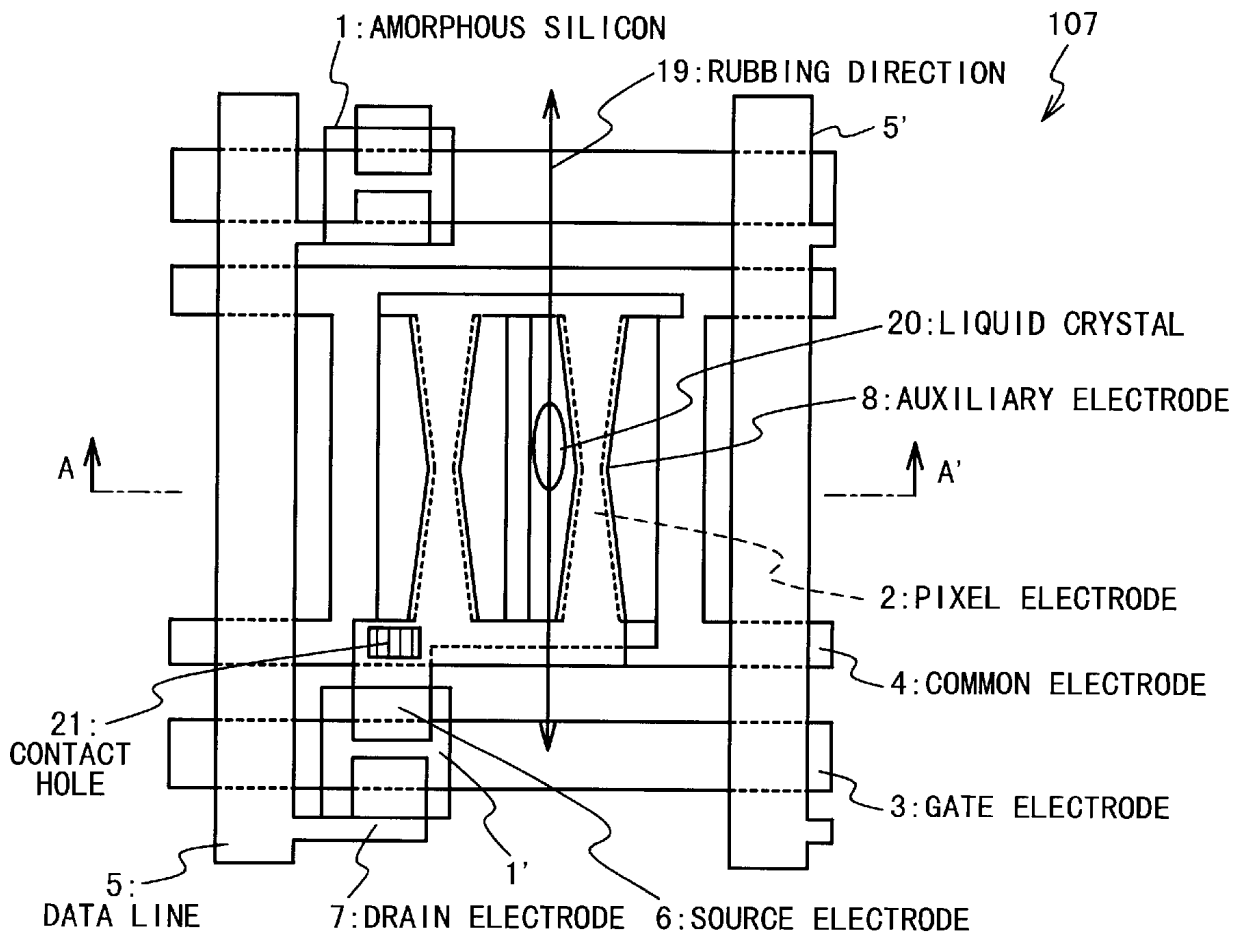 1:AMORPHOUS SILICON
107
19:RUBBING DIRECTION
5'
20:LIQUID CRYSTAL
8:AUXILIARY ELECTRODE
A
A'
2:PIXEL ELECTRODE
4:COMMON ELECTRODE
21:
CONTACT
HOLE
3:GATE ELECTRODE
1'
5:
DATA LINE
7:DRAIN ELECTRODE
6:SOURCE ELECTRODE